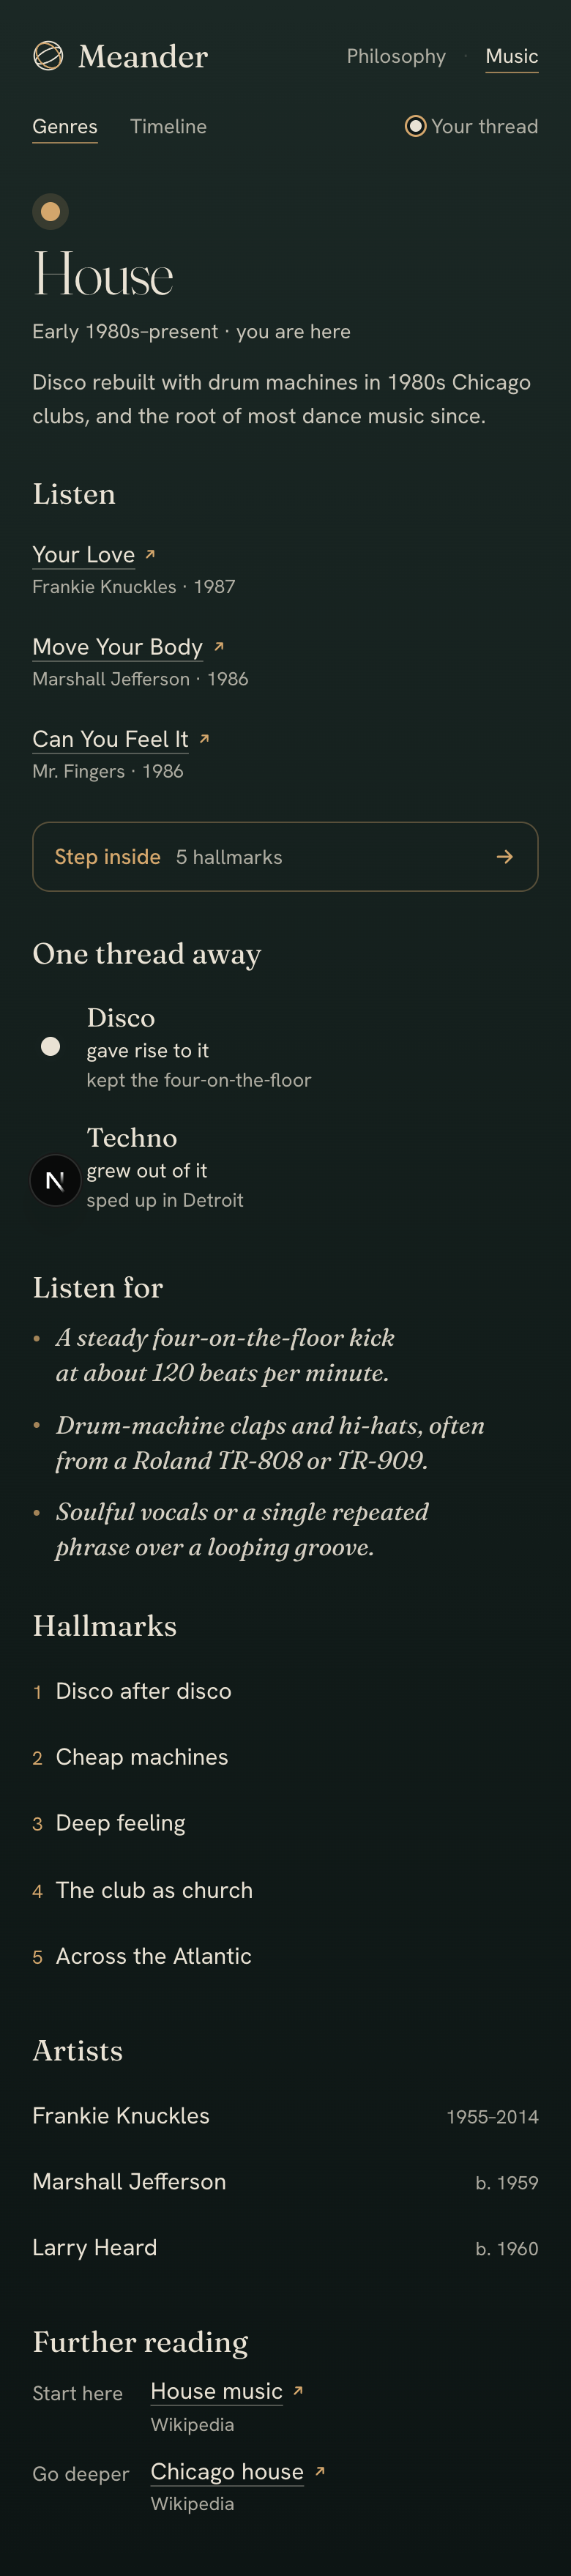 Meander
Philosophy · Music
Genres Timeline Your thread
House
Early 1980s–present · you are here
Disco rebuilt with drum machines in 1980s Chicago
clubs, and the root of most dance music since.
Listen
Your Love ↗
Frankie Knuckles · 1987
Move Your Body ↗
Marshall Jefferson · 1986
Can You Feel It ↗
Mr. Fingers · 1986
Step inside 5 hallmarks →
One thread away
Disco
gave rise to it
kept the four-on-the-floor
Techno
N
grew out of it
sped up in Detroit
Listen for
• A steady four-on-the-floor kick
at about 120 beats per minute.
• Drum-machine claps and hi-hats, often
from a Roland TR-808 or TR-909.
• Soulful vocals or a single repeated
phrase over a looping groove.
Hallmarks
1 Disco after disco
2 Cheap machines
3 Deep feeling
4 The club as church
5 Across the Atlantic
Artists
Frankie Knuckles 1955–2014
Marshall Jefferson b. 1959
Larry Heard b. 1960
Further reading
Start here House music ↗
Wikipedia
Go deeper Chicago house ↗
Wikipedia